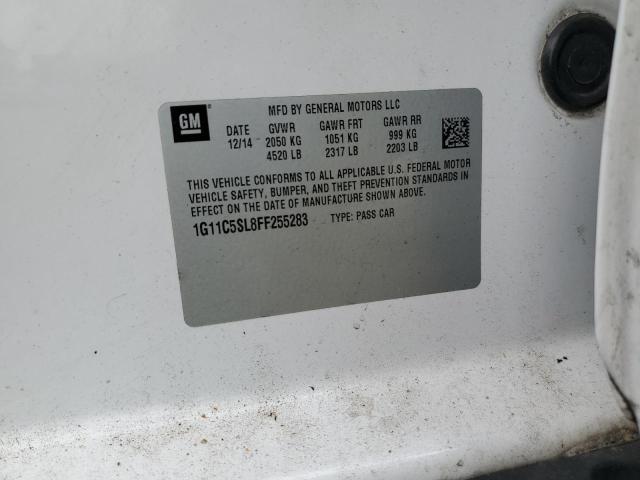 GM
MFD BY GENERAL MOTORS LLC
DATE GVWR GAWR FRT GAWR RR
12/14 2050 KG 1051 KG 999 KG
4520 LB 2317 LB 2203 LB
THIS VEHICLE CONFORMS TO ALL APPLICABLE U.S. FEDERAL MOTOR
VEHICLE SAFETY, BUMPER, AND THEFT PREVENTION STANDARDS IN
EFFECT ON THE DATE OF MANUFACTURE SHOWN ABOVE.
1G11C5SL8FF255283 TYPE: PASS CAR